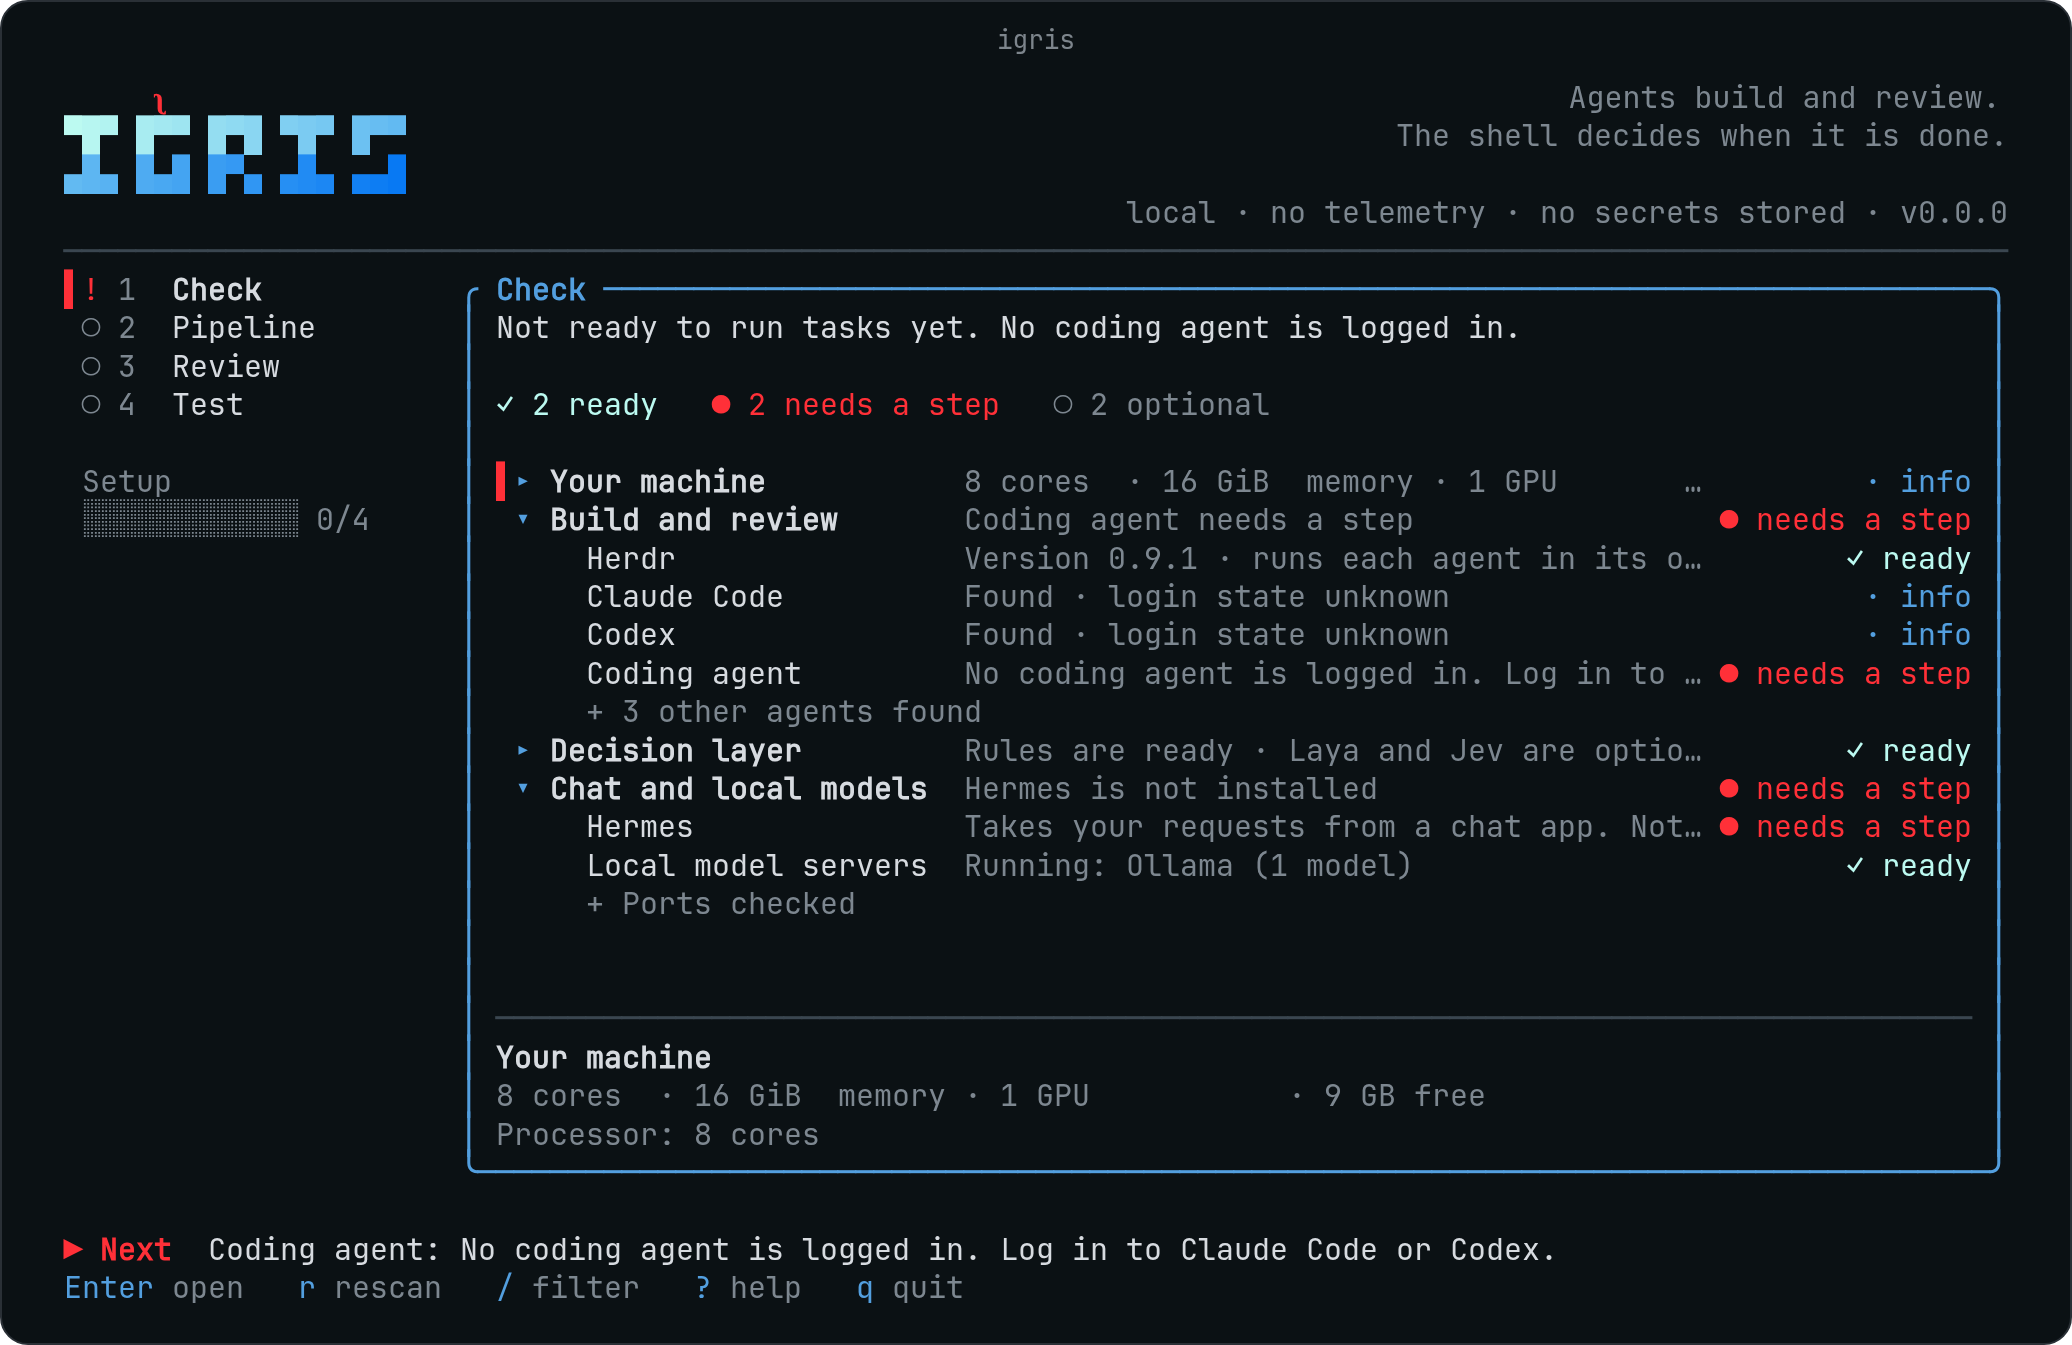 igris
IGRIS
Agents build and review.
The shell decides when it is done.
local · no telemetry · no secrets stored · v0.0.0
! 1 Check
○ 2 Pipeline
○ 3 Review
○ 4 Test
Setup
0/4
Check
Not ready to run tasks yet. No coding agent is logged in.
✓ 2 ready ● 2 needs a step ○ 2 optional
▸ Your machine 8 cores · 16 GiB memory · 1 GPU … · info
▾ Build and review Coding agent needs a step ● needs a step
Herdr Version 0.9.1 · runs each agent in its o… ✓ ready
Claude Code Found · login state unknown · info
Codex Found · login state unknown · info
Coding agent No coding agent is logged in. Log in to … ● needs a step
+ 3 other agents found
▸ Decision layer Rules are ready · Laya and Jev are optio… ✓ ready
▾ Chat and local models Hermes is not installed ● needs a step
Hermes Takes your requests from a chat app. Not… ● needs a step
Local model servers Running: Ollama (1 model) ✓ ready
+ Ports checked
Your machine
8 cores · 16 GiB memory · 1 GPU · 9 GB free
Processor: 8 cores
▶ Next Coding agent: No coding agent is logged in. Log in to Claude Code or Codex.
Enter open r rescan / filter ? help q quit